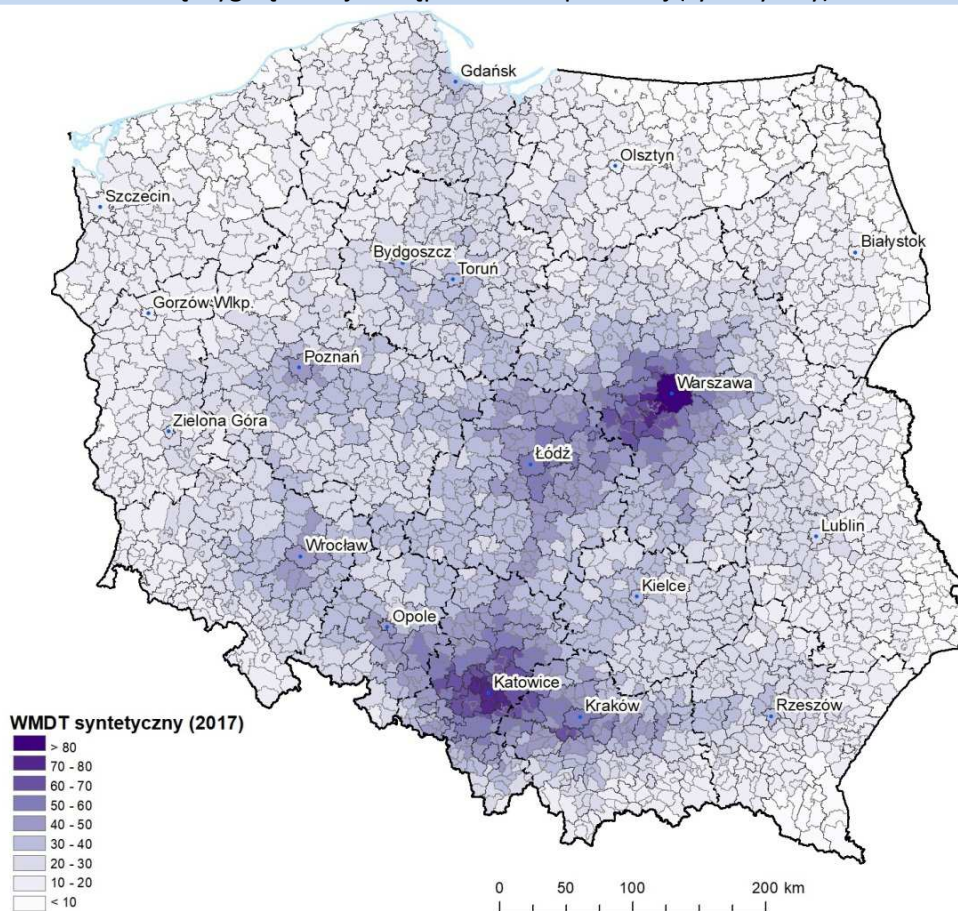 Gdańsk
Olsztyn
Szczecin
Białystok
Bydgoszcz
Toruń
Gorzów Wlkp.
Poznań
Warszawa
Zielona Góra
Łódź
Lublin
Wrocław
Kielce
Opole
Katowice
Kraków
Rzeszów
WMDT syntetyczny (2017)
> 80
70 - 80
60 - 70
50 - 60
40 - 50
30 - 40
20 - 30
10 - 20
< 10
0 50 100 200 km